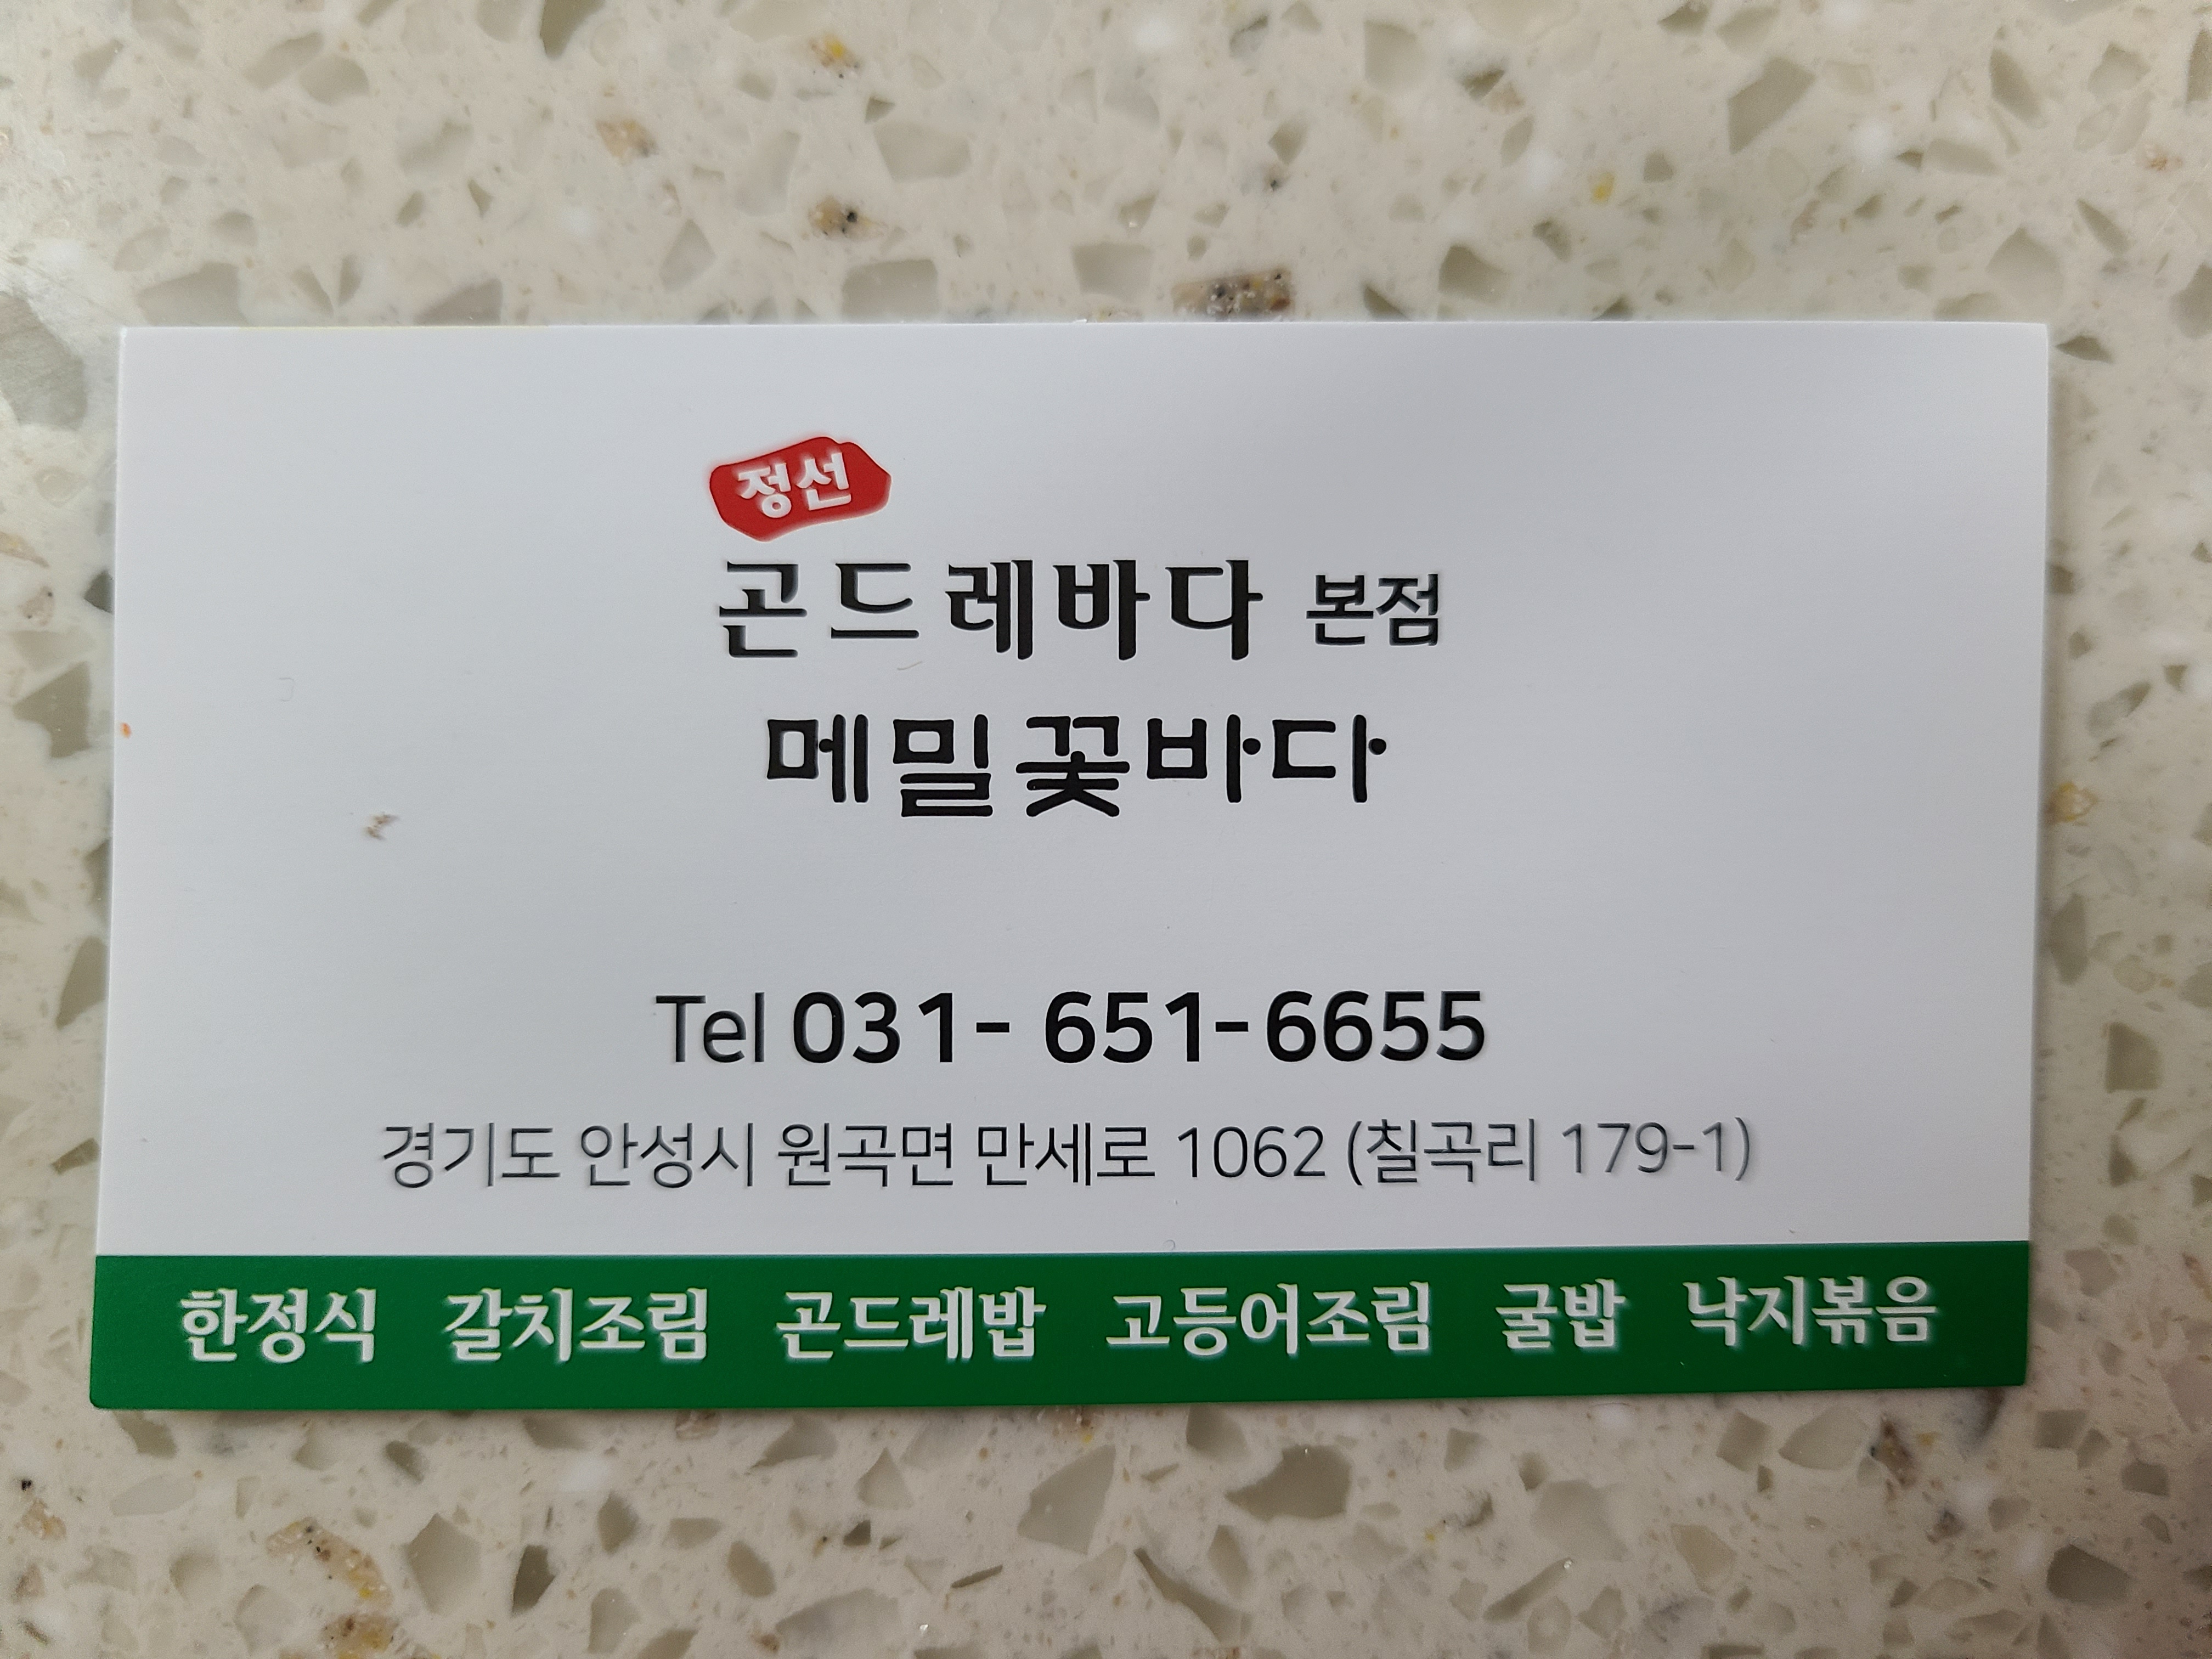 정선
곤드레바다 본점
메밀꽃바다
Tel 031- 651-6655
경기도 안성시 원곡면 만세로 1062 (칠곡리 179-1)
한정식 갈치조림 곤드레밥 고등어조림 굴밥 낙지볶음